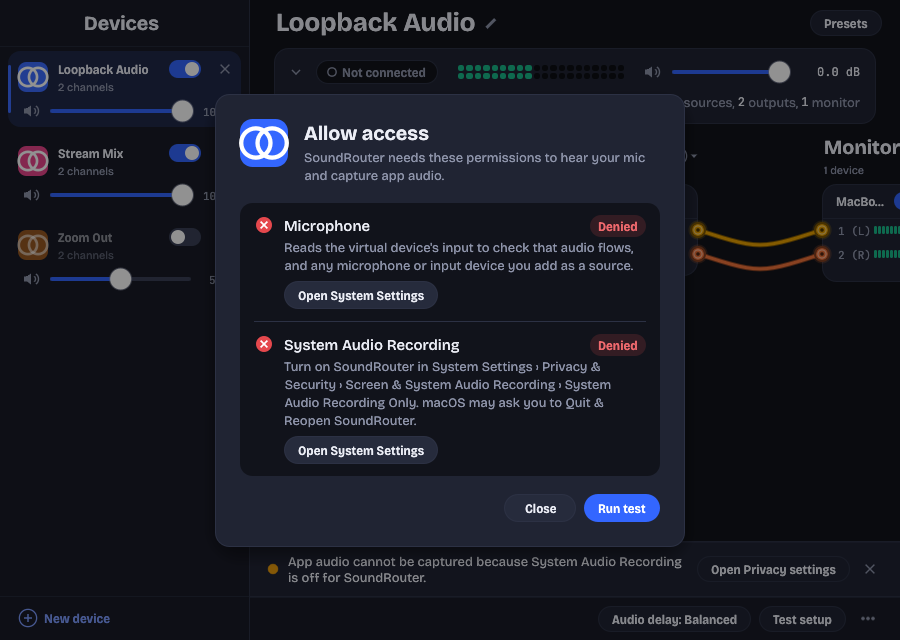 Devices
Loopback Audio
Presets
Loopback Audio
2 channels
Not connected
0.0 dB
sources, 2 outputs, 1 monitor
Stream Mix
2 channels
Zoom Out
2 channels
Monitor
1 device
MacBo...
1 (L)
2 (R)
Allow access
SoundRouter needs these permissions to hear your mic
and capture app audio.
Microphone
Denied
Reads the virtual device's input to check that audio flows,
and any microphone or input device you add as a source.
Open System Settings
System Audio Recording
Denied
Turn on SoundRouter in System Settings › Privacy &
Security › Screen & System Audio Recording › System
Audio Recording Only. macOS may ask you to Quit &
Reopen SoundRouter.
Open System Settings
Close
Run test
App audio cannot be captured because System Audio Recording
is off for SoundRouter.
Open Privacy settings
New device
Audio delay: Balanced
Test setup